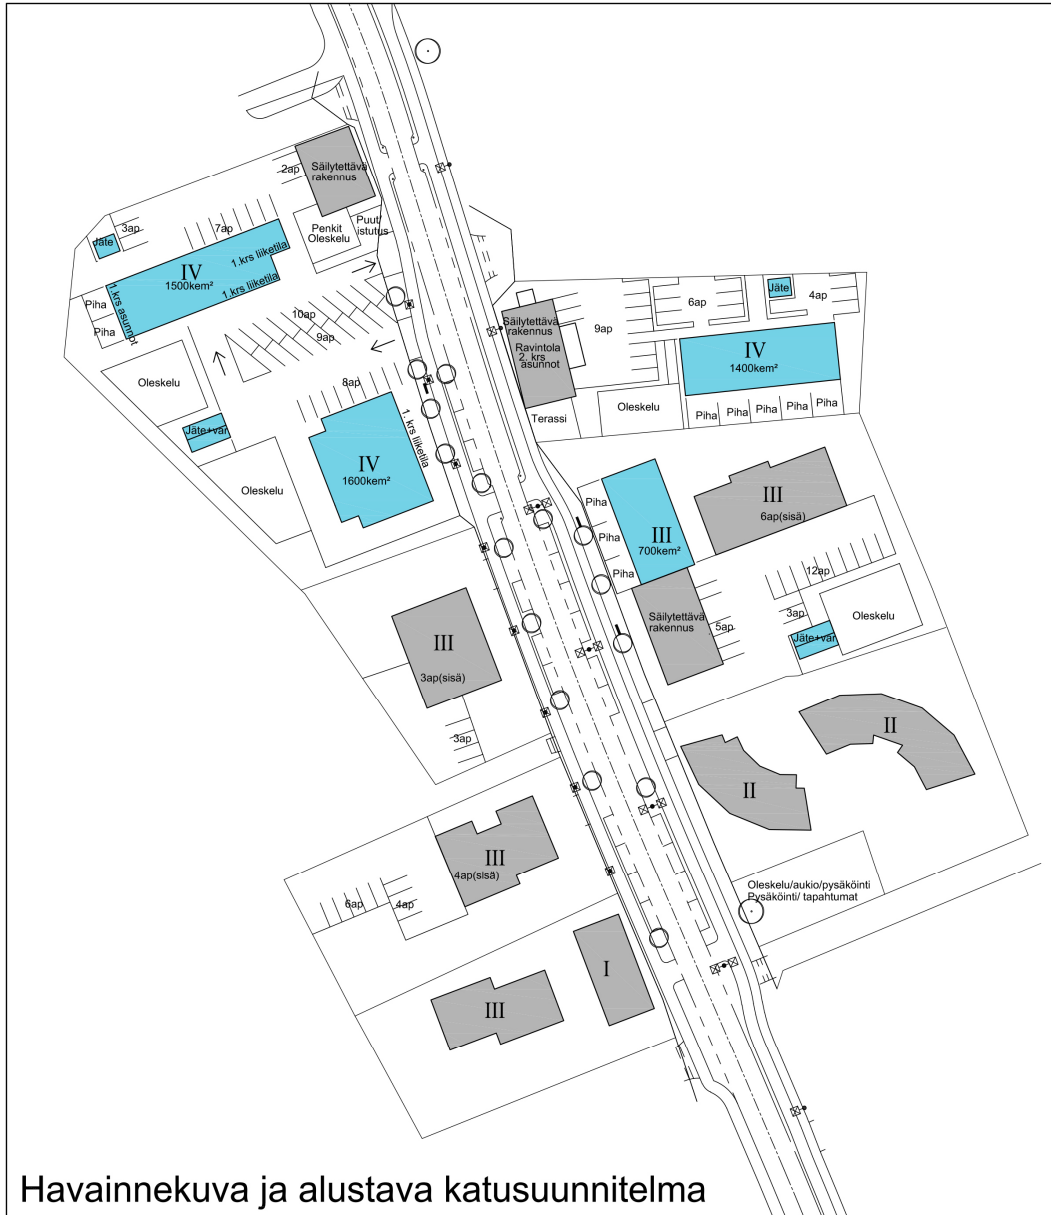 2ap
Säilytettävä
rakennus
3ap
7ap
Jäte
Penkit
Oleskelu
Puut/
istutus
1.krs liiketila
IV
1500kem²
1.krs liiketila
1.krs asunnot
Piha
Piha
10ap
9ap
Oleskelu
8ap
Jäte+var
1. krs liiketila
IV
1600kem²
Oleskelu
Säilytettävä
rakennus
Ravintola
2. krs
asunnot
9ap
6ap
Jäte
4ap
IV
1400kem²
Terassi
Oleskelu
Piha
Piha
Piha
Piha
Piha
Piha
Piha
Piha
III
700kem²
III
6ap(sisä)
12ap
Säilytettävä
rakennus
5ap
3ap
Oleskelu
Jäte+var
III
3ap(sisä)
3ap
II
II
III
4ap(sisä)
6ap
4ap
Oleskelu/aukio/pysäköinti
Pysäköinti/ tapahtumat
I
III
Havainnekuva ja alustava katusuunnitelma